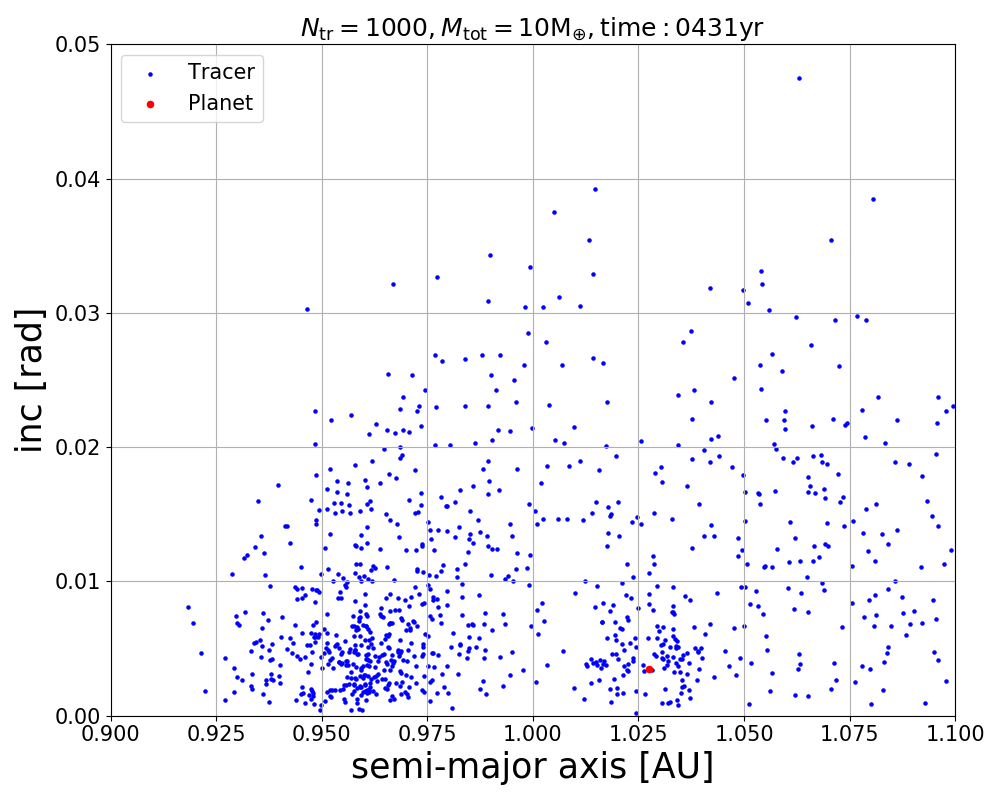 N_tr = 1000, M_tot = 10M_⊕, time : 0431yr
Tracer
Planet
inc [rad]
0.05
0.04
0.03
0.02
0.01
0.00
0.900 0.925 0.950 0.975 1.000 1.025 1.050 1.075 1.100
semi-major axis [AU]